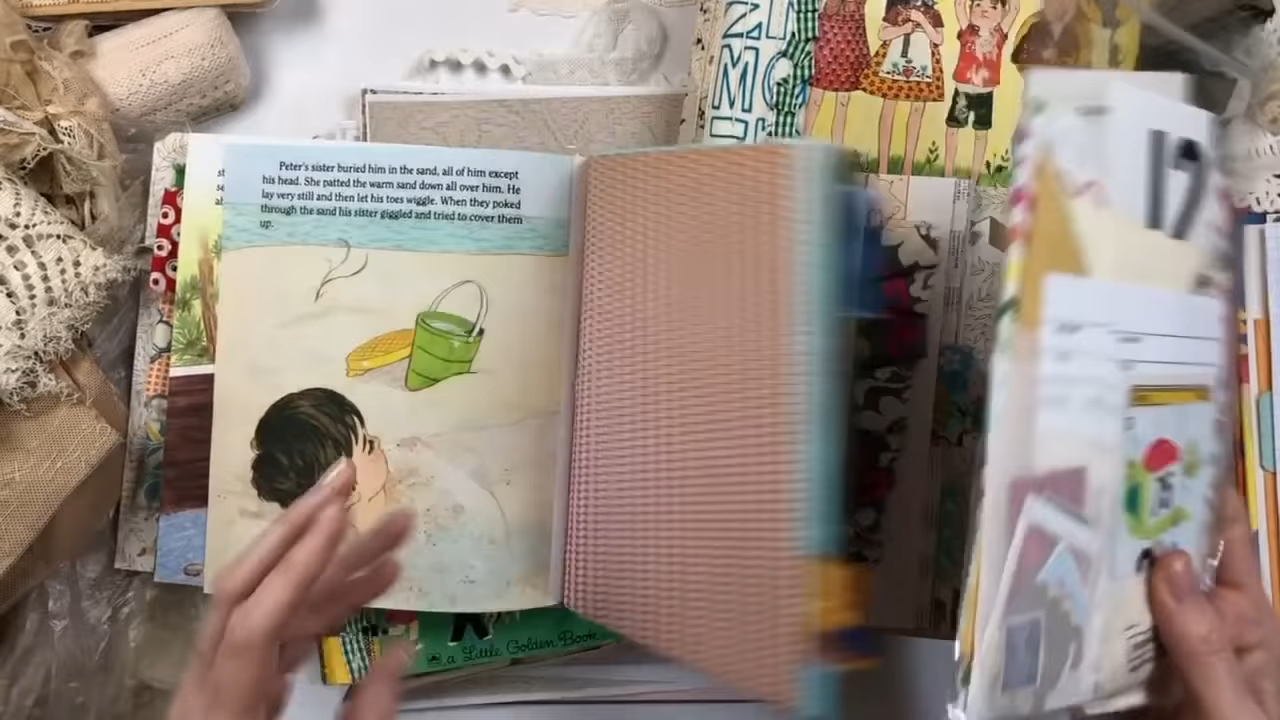 Peter's sister buried him in the sand, all of him except
his head. She patted the warm sand down all over him. He
lay very still and then let his toes wiggle. When they poked
through the sand his sister giggled and tried to cover them
up.
a Little Golden Book
12